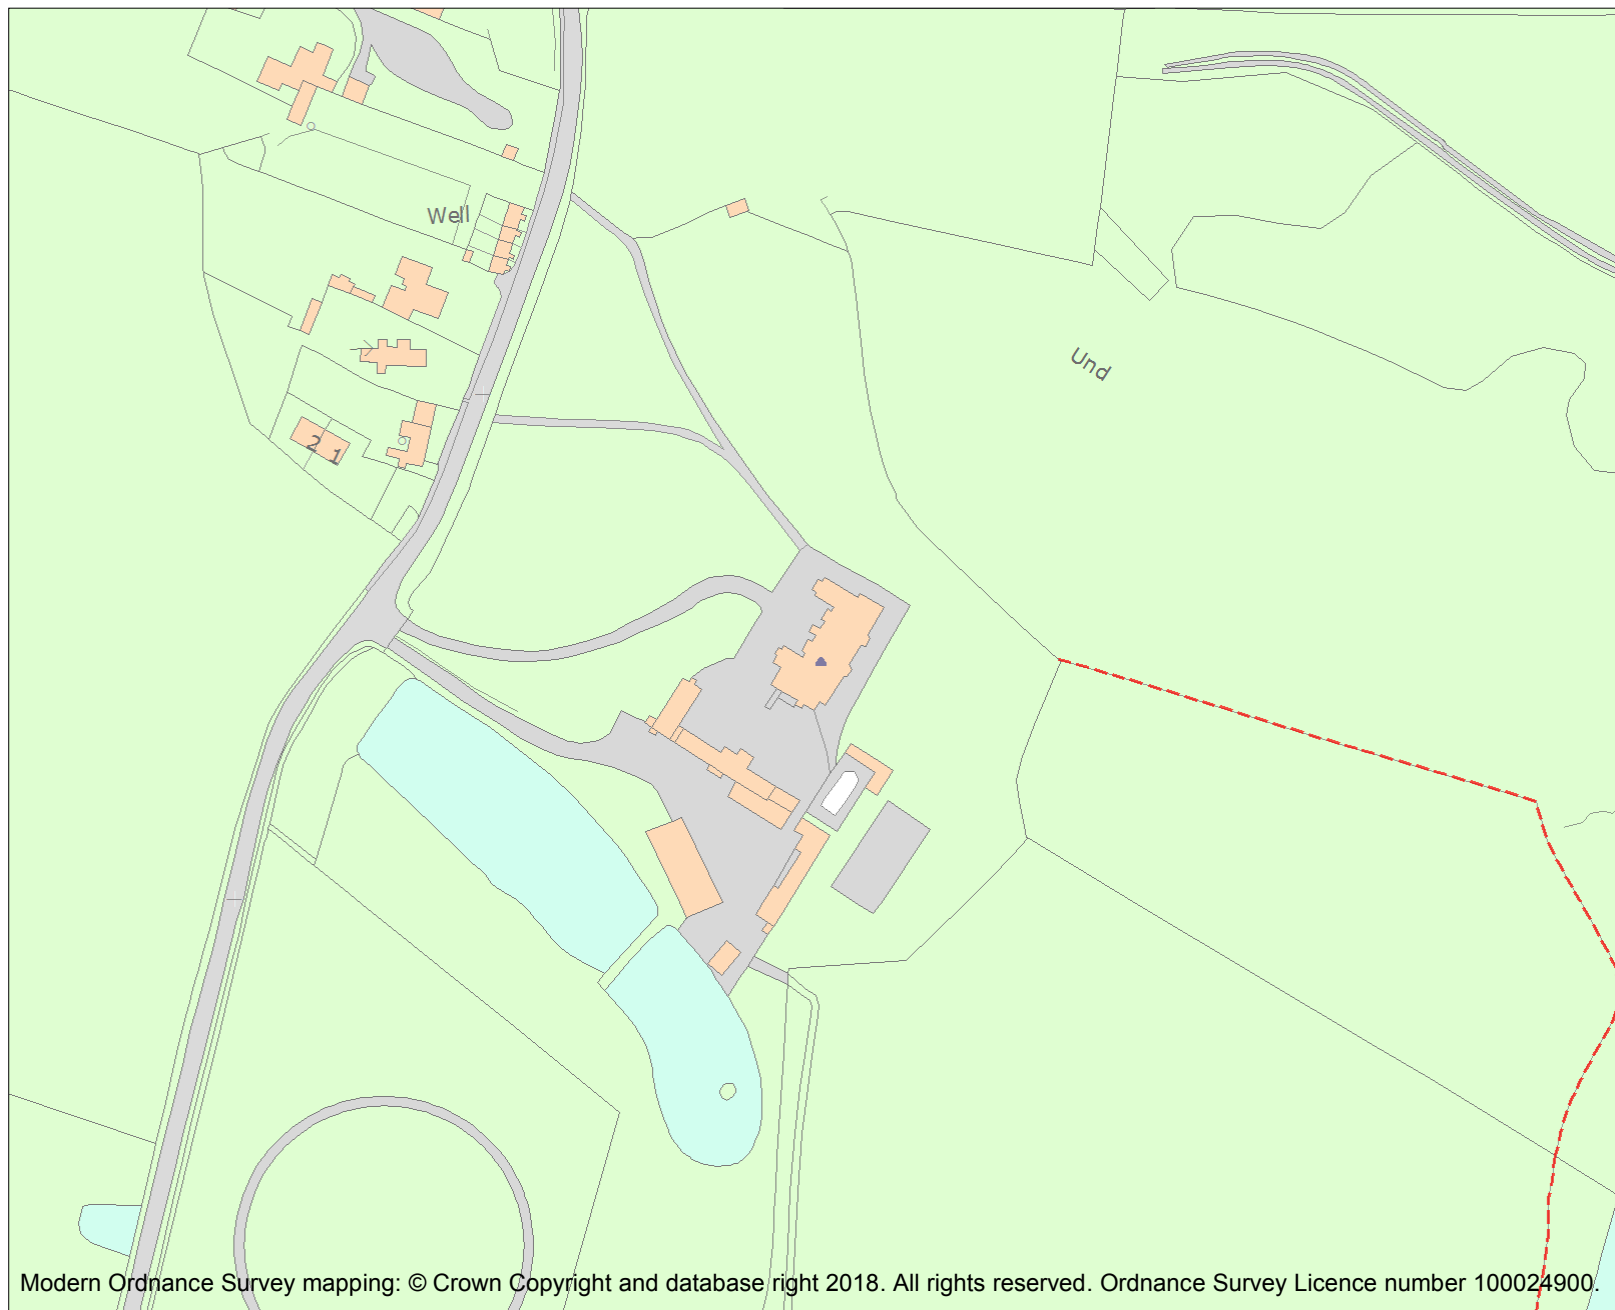 Well
Und
2
1
Modern Ordnance Survey mapping: © Crown Copyright and database right 2018. All rights reserved. Ordnance Survey Licence number 100024900.